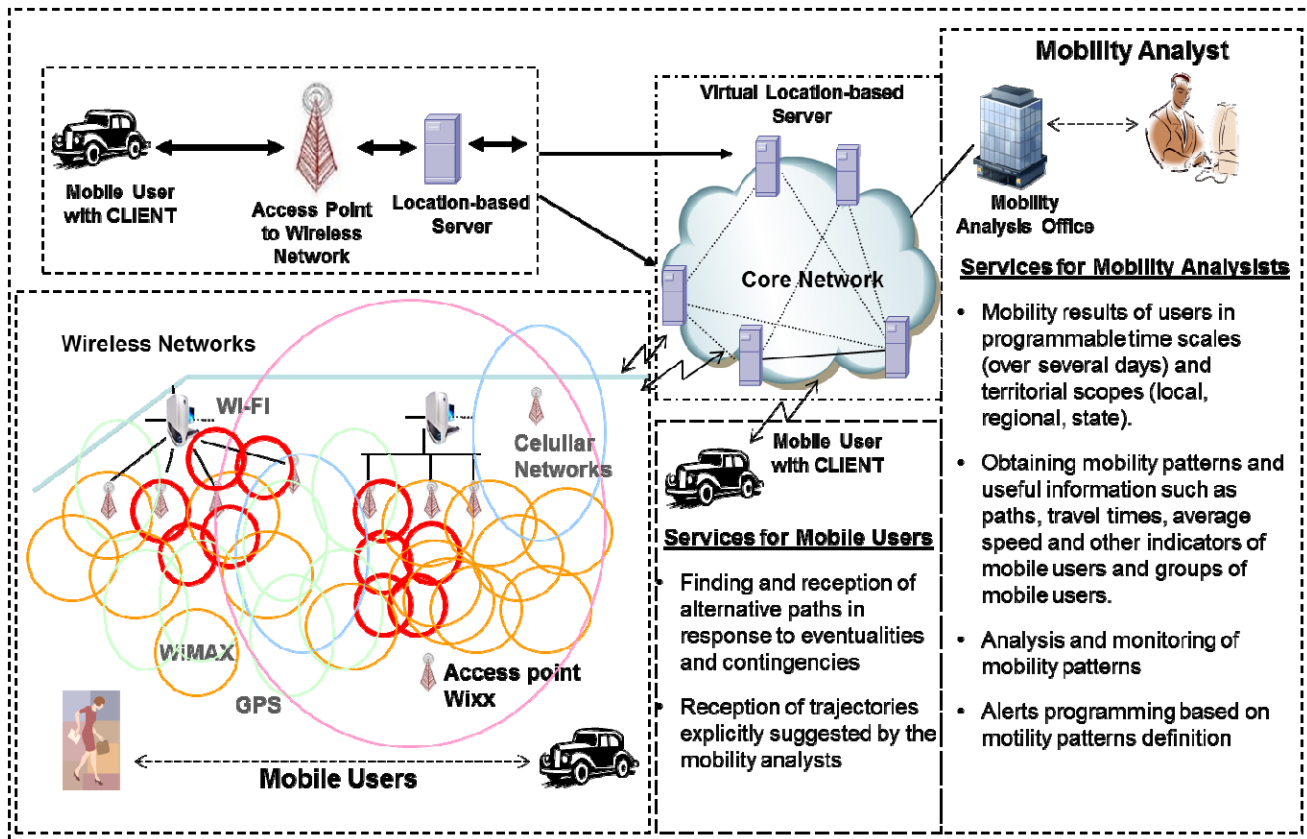 Mobile User
with CLIENT
Access Point
to Wireless
Network
Location-based
Server
Virtual Location-based
Server
Core Network
Mobility Analyst
Mobility
Analysis Office
Services for Mobility Analysists
• Mobility results of users in
programmable time scales
(over several days) and
territorial scopes (local,
regional, state).
• Obtaining mobility patterns and
useful information such as
paths, travel times, average
speed and other indicators of
mobile users and groups of
mobile users.
• Analysis and monitoring of
mobility patterns
• Alerts programming based on
motility patterns definition
Wireless Networks
WI-FI
Celullar
Networks
WiMAX
GPS
Access point
Wixx
Mobile Users
Mobile User
with CLIENT
Services for Mobile Users
• Finding and reception of
alternative paths in
response to eventualities
and contingencies
• Reception of trajectories
explicitly suggested by the
mobility analysts